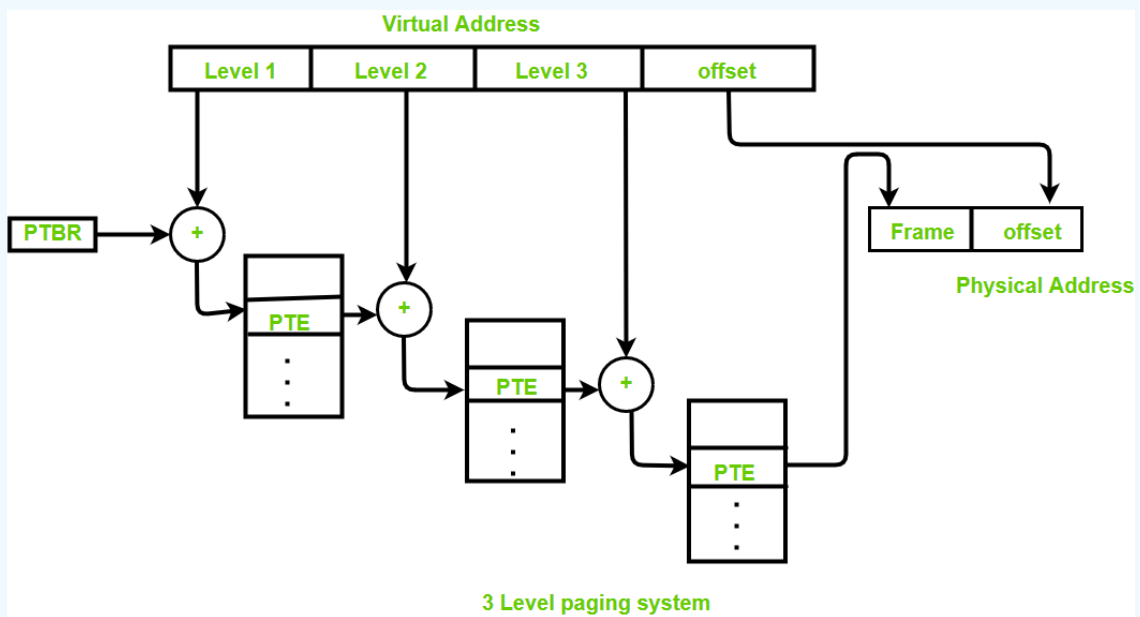 Virtual Address
Level 1 Level 2 Level 3 offset
PTBR + Frame offset
Physical Address
+
PTE
PTE +
PTE
3 Level paging system